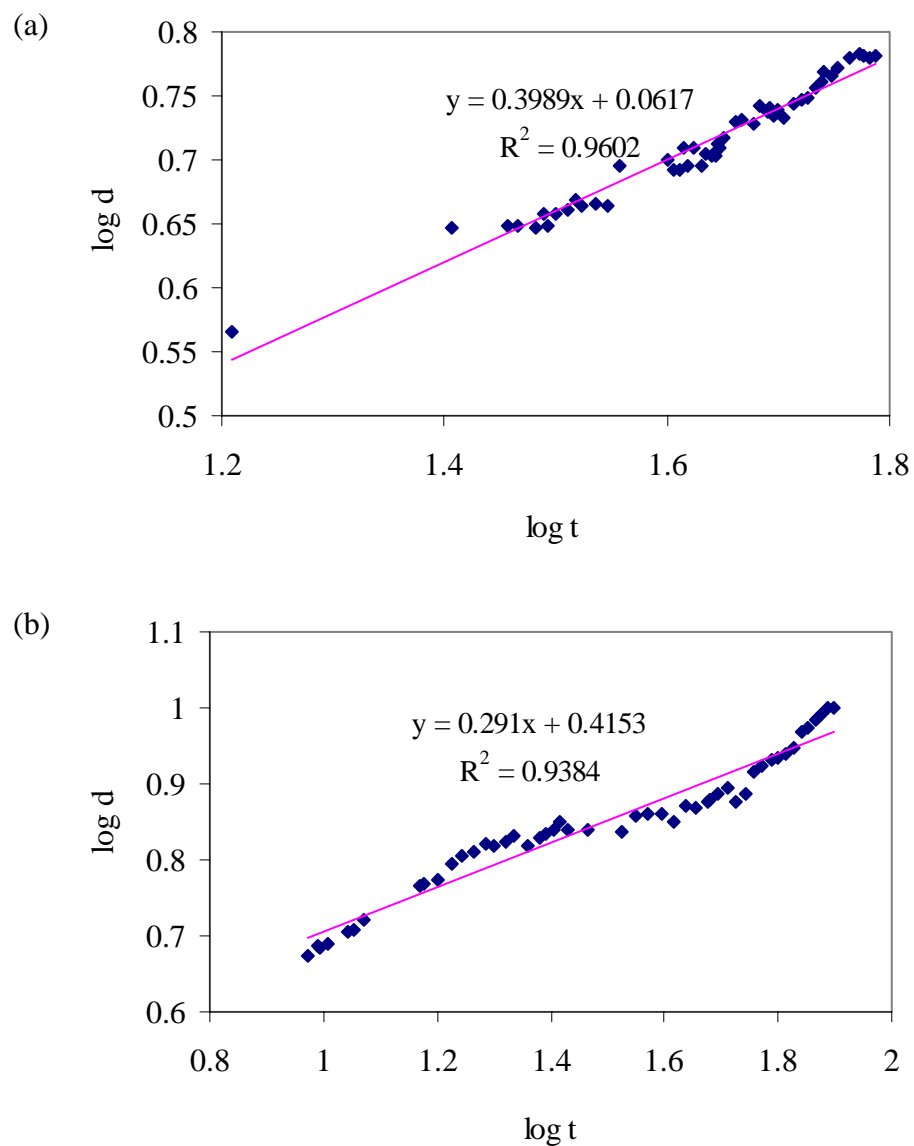 (a)
0.8
0.75
0.7
0.65
0.6
0.55
0.5
log d
y = 0.3989x + 0.0617
R² = 0.9602
1.2 1.4 1.6 1.8
log t
(b)
1.1
1
0.9
0.8
0.7
0.6
log d
y = 0.291x + 0.4153
R² = 0.9384
0.8 1 1.2 1.4 1.6 1.8 2
log t